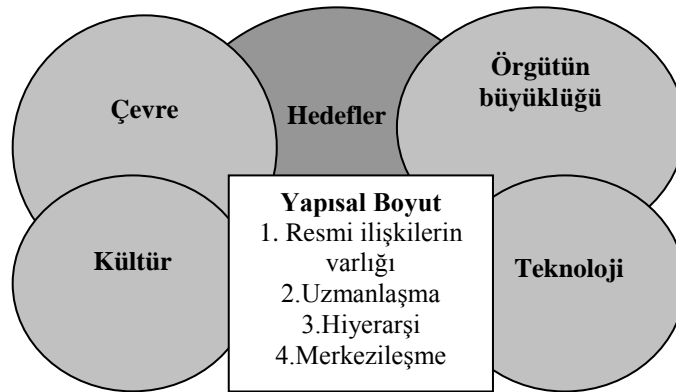 Çevre
Hedefler
Örgütün
büyüklüğü
Kültür
Yapısal Boyut
1. Resmi ilişkilerin
varlığı
2.Uzmanlaşma
3.Hiyerarşi
4.Merkezileşme
Teknoloji